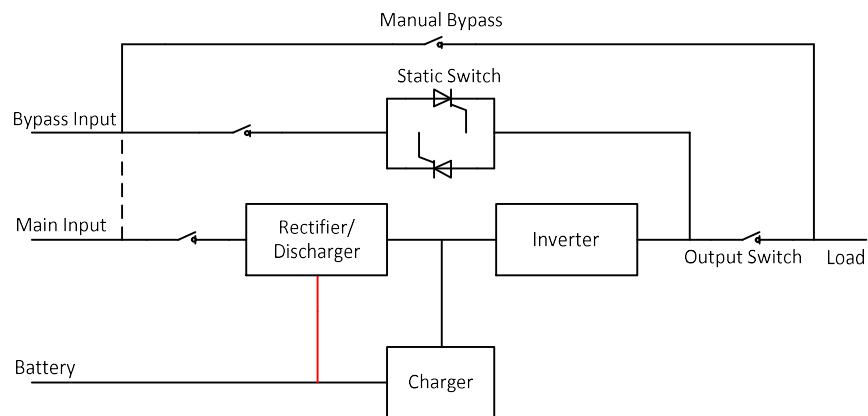 Manual Bypass
Static Switch
Bypass Input
Main Input
Rectifier/
Discharger
Inverter
Output Switch
Load
Battery
Charger